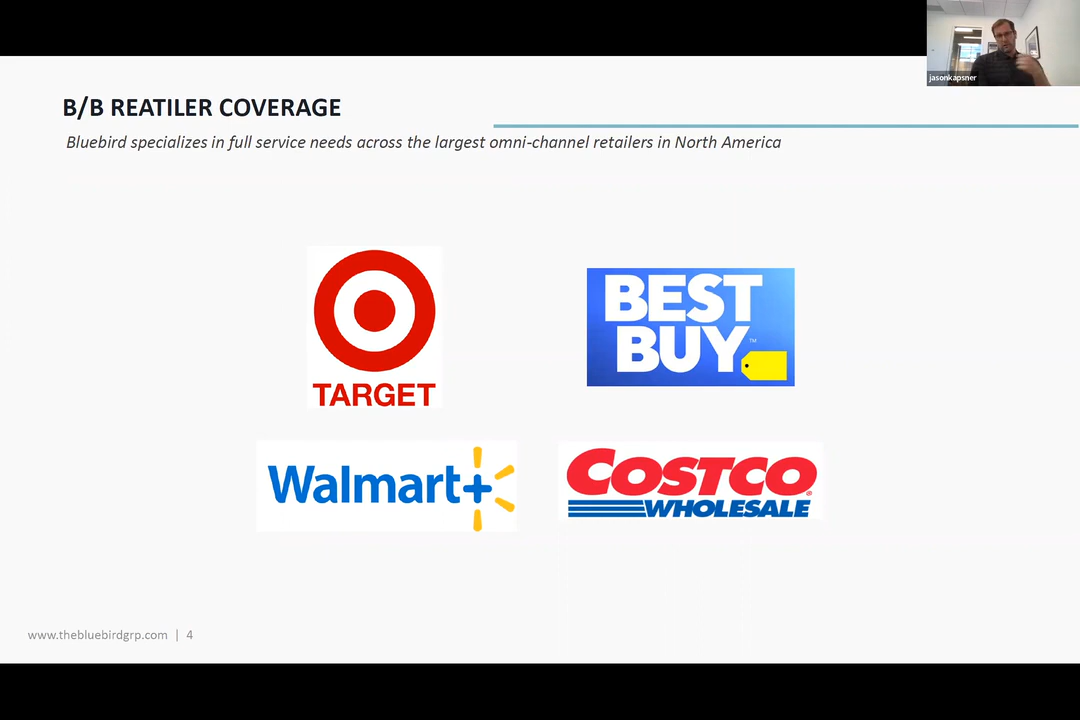 jasonkapsner
B/B REATILER COVERAGE
Bluebird specializes in full service needs across the largest omni-channel retailers in North America
TARGET
BEST
BUY™
Walmart+
COSTCO®
WHOLESALE
www.thebluebirdgrp.com | 4